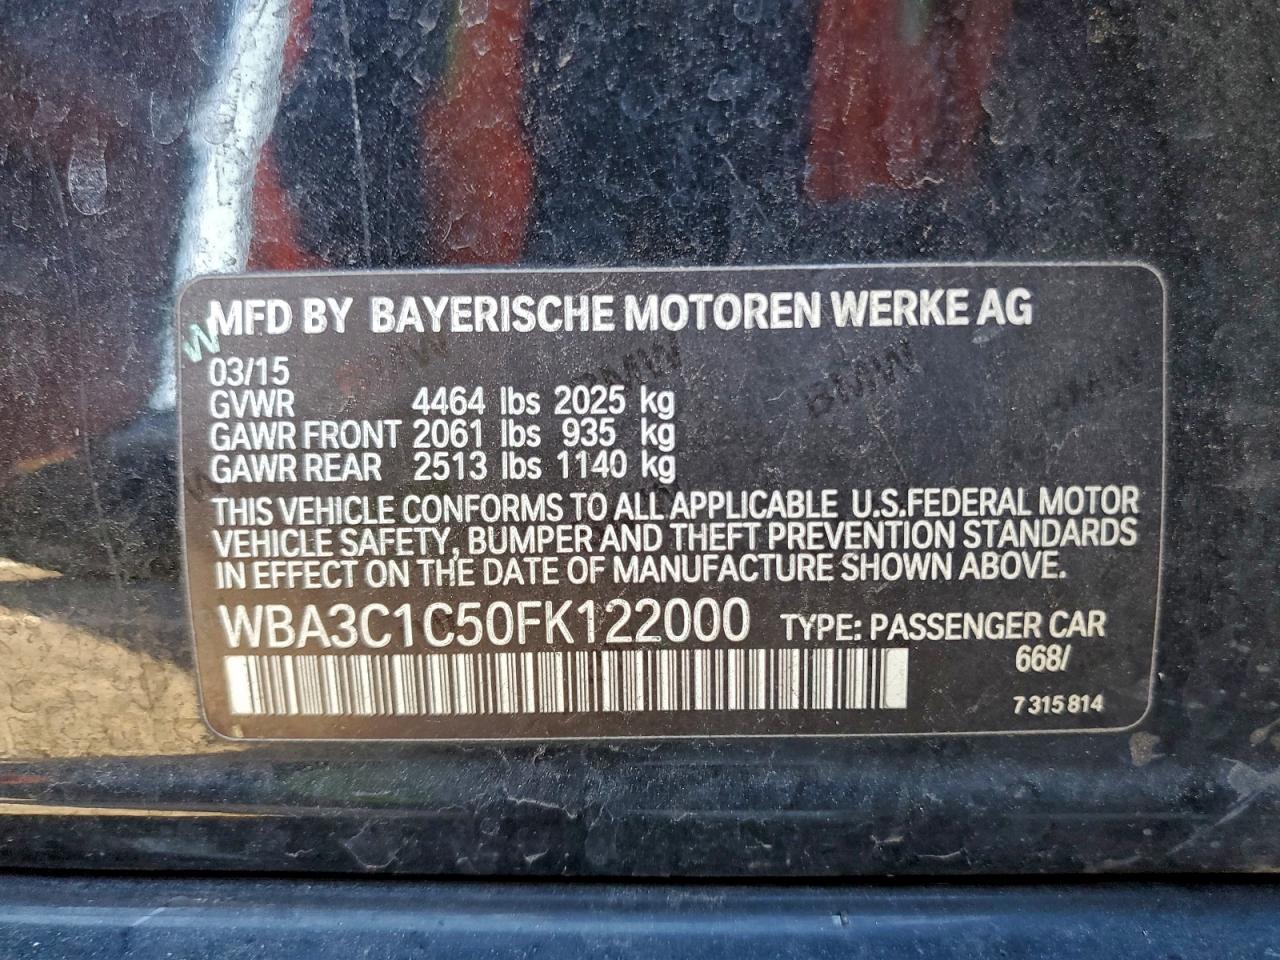 MFD BY BAYERISCHE MOTOREN WERKE AG
03/15
GVWR 4464 lbs 2025 kg
GAWR FRONT 2061 lbs 935 kg
GAWR REAR 2513 lbs 1140 kg
THIS VEHICLE CONFORMS TO ALL APPLICABLE U.S.FEDERAL MOTOR
VEHICLE SAFETY, BUMPER AND THEFT PREVENTION STANDARDS
IN EFFECT ON THE DATE OF MANUFACTURE SHOWN ABOVE.
WBA3C1C50FK122000 TYPE: PASSENGER CAR
668/
7 315 814